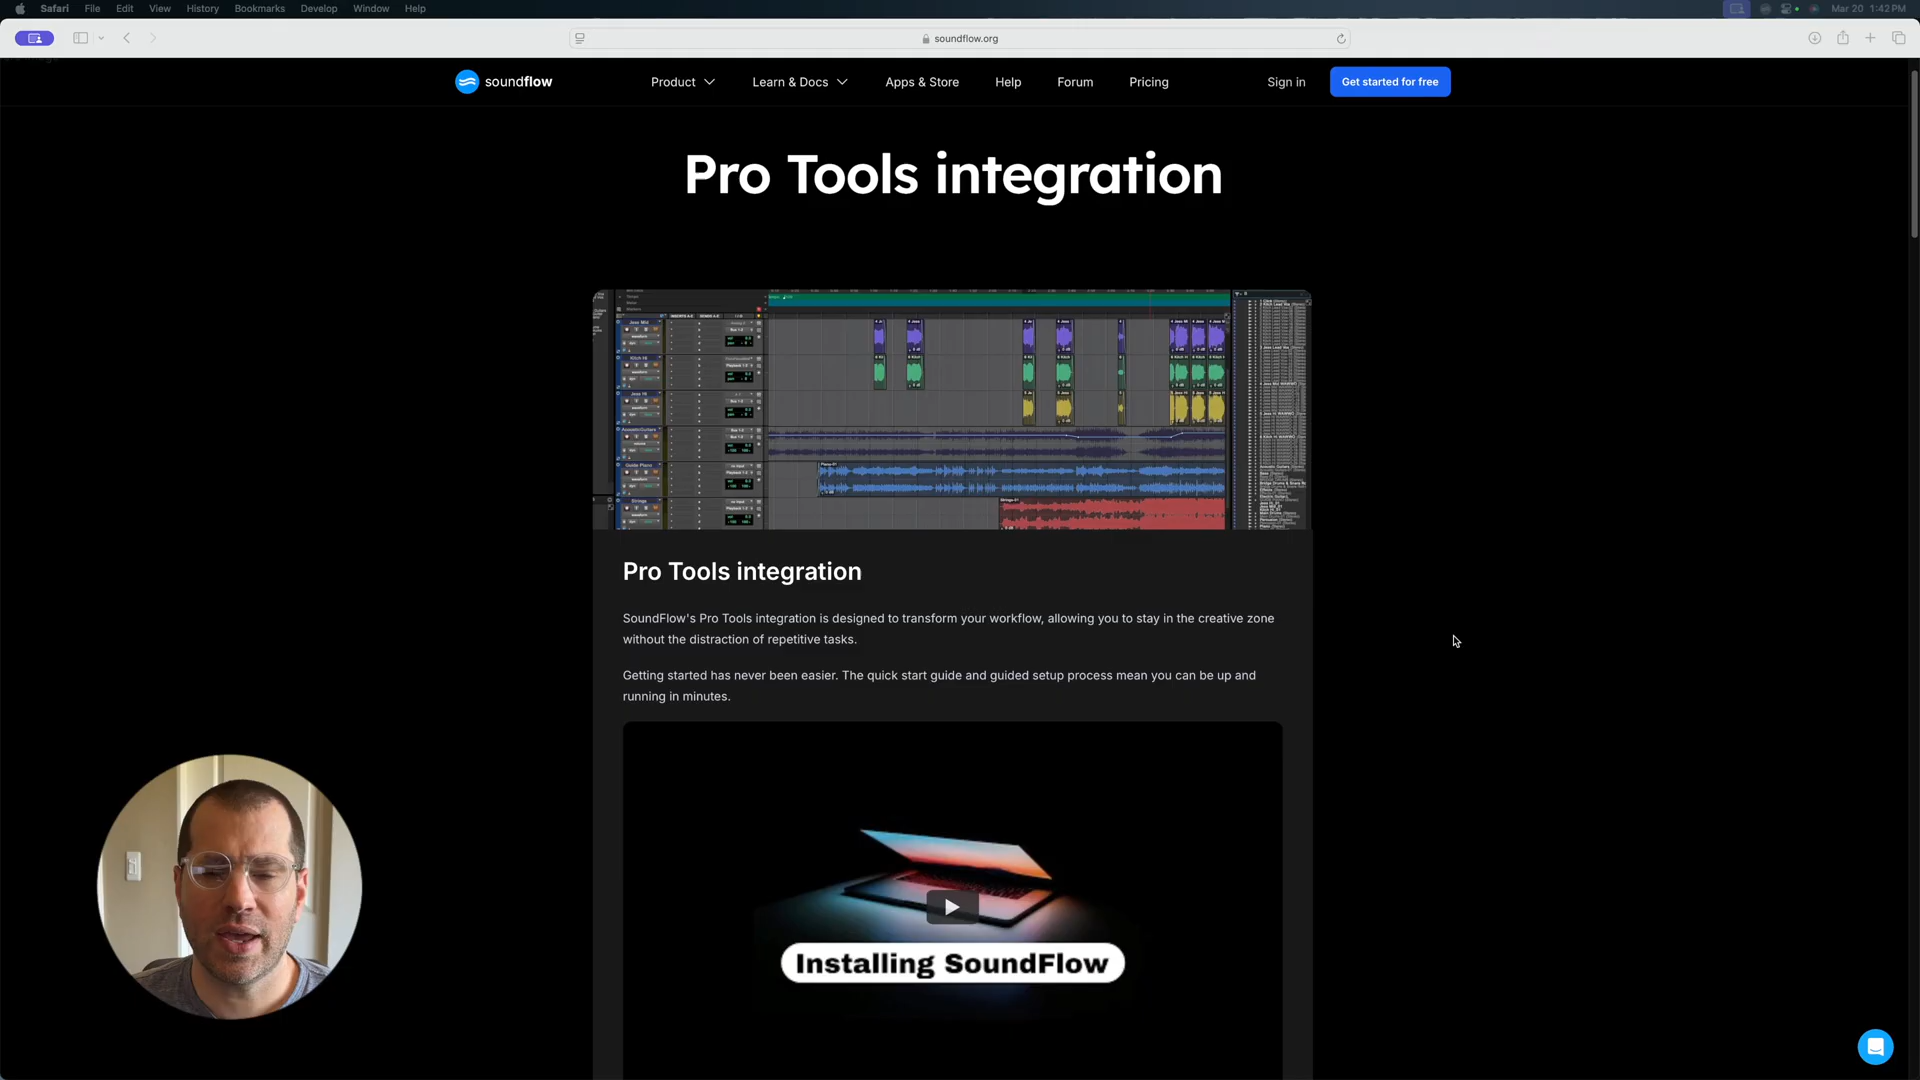 Safari File Edit View History Bookmarks Develop Window Help
Mar 20 1:42 PM
soundflow.org
soundflow
Product
Learn & Docs
Apps & Store
Help
Forum
Pricing
Sign in
Get started for free
Pro Tools integration
Pro Tools integration
SoundFlow's Pro Tools integration is designed to transform your workflow, allowing you to stay in the creative zone
without the distraction of repetitive tasks.
Getting started has never been easier. The quick start guide and guided setup process mean you can be up and
running in minutes.
Installing SoundFlow